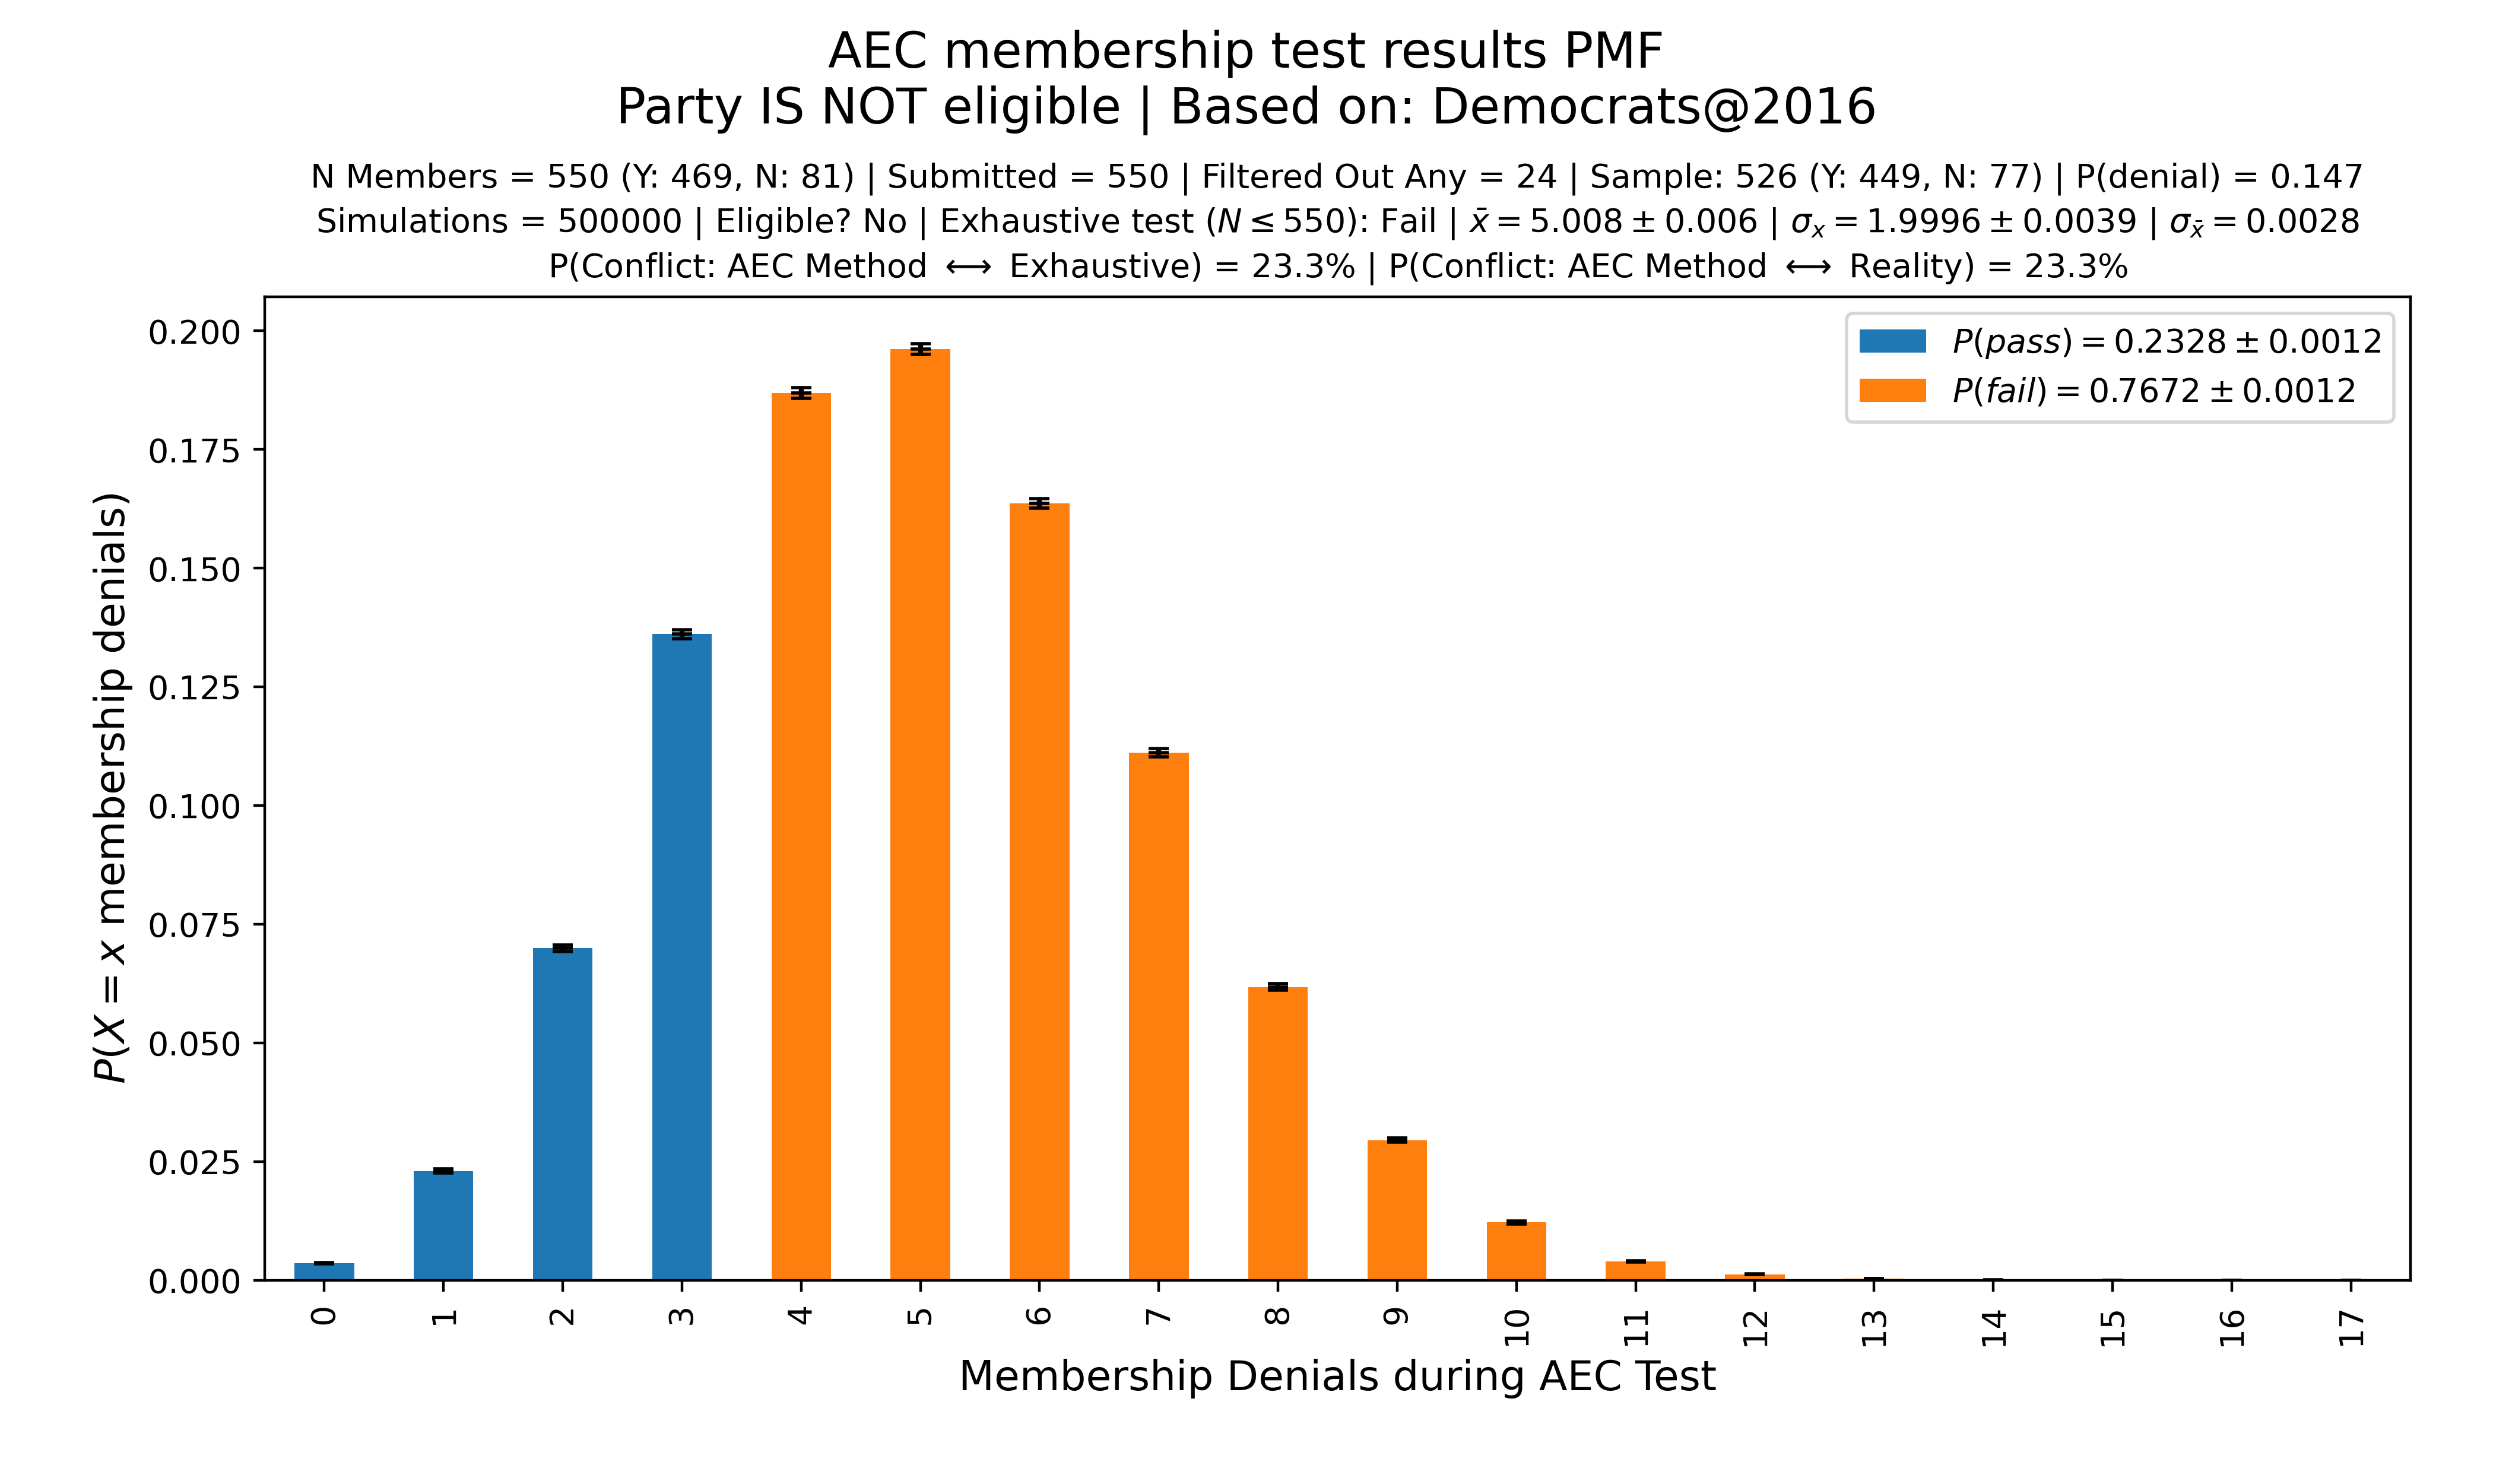 AEC membership test results PMF
Party IS NOT eligible | Based on: Democrats@2016
N Members = 550 (Y: 469, N: 81) | Submitted = 550 | Filtered Out Any = 24 | Sample: 526 (Y: 449, N: 77) | P(denial) = 0.147
Simulations = 500000 | Eligible? No | Exhaustive test (N ≤ 550): Fail | x̄ = 5.008 ± 0.006 | σₓ = 1.9996 ± 0.0039 | σ_x̄ = 0.0028
P(Conflict: AEC Method ⟷ Exhaustive) = 23.3% | P(Conflict: AEC Method ⟷ Reality) = 23.3%
P(pass) = 0.2328 ± 0.0012
P(fail) = 0.7672 ± 0.0012
P(X = x membership denials)
0.200
0.175
0.150
0.125
0.100
0.075
0.050
0.025
0.000
0 1 2 3 4 5 6 7 8 9 10 11 12 13 14 15 16 17
Membership Denials during AEC Test